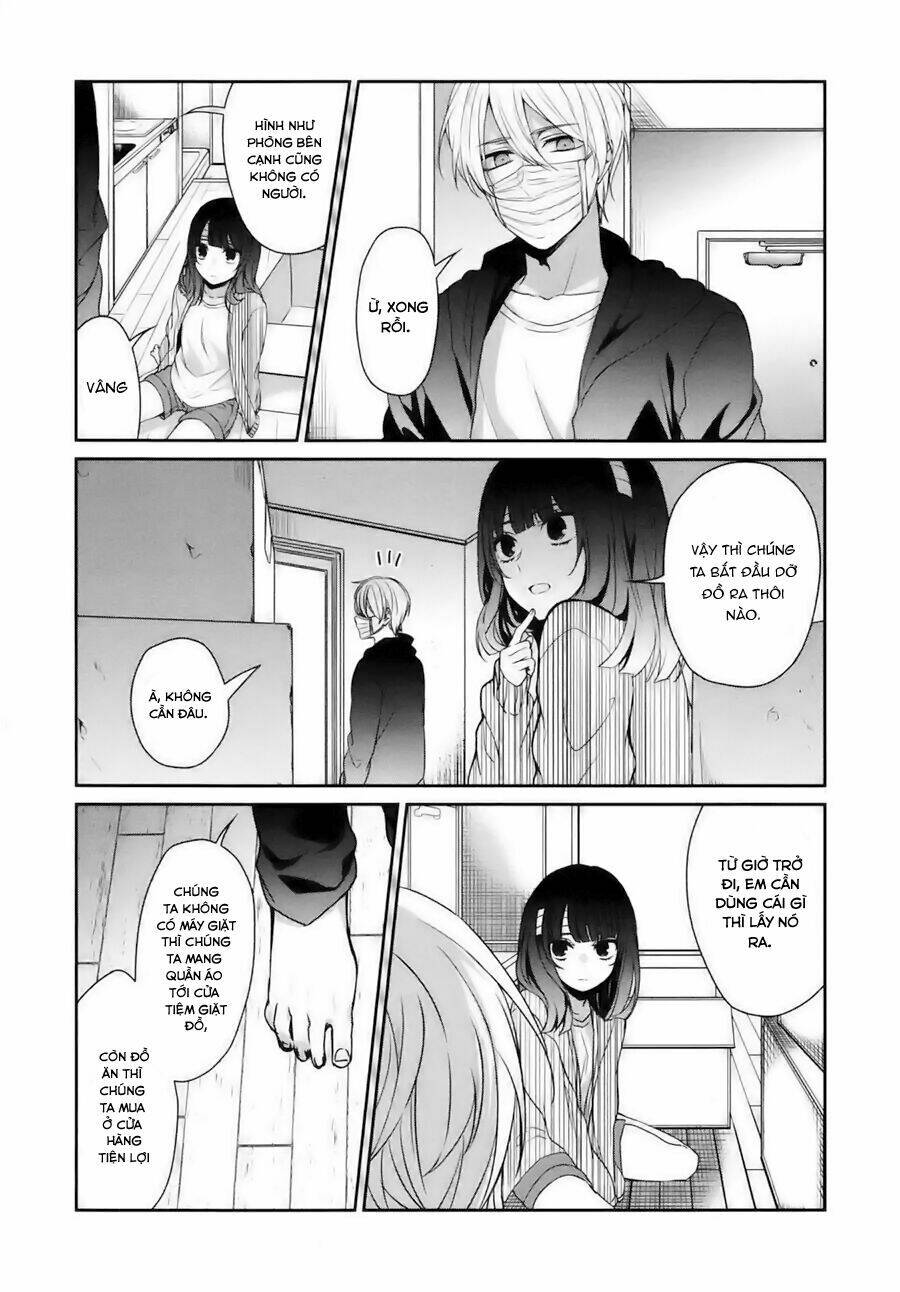 Ừ, XONG
RỒI.
HÌNH NHƯ
PHÒNG BÊN
CẠNH CŨNG
KHÔNG CÓ
NGƯỜI.
VÂNG
VẬY THÌ CHÚNG
TA BẮT ĐẦU DỠ
ĐỒ RA THÔI
NÀO.
À, KHÔNG
CẦN ĐÂU.
TỪ GIỜ TRỞ
ĐI, EM CẦN
DÙNG CÁI GÌ
THÌ LẤY NÓ
RA.
CHÚNG
TA KHÔNG
CÓ MÁY GIẶT
THÌ CHÚNG
TA MANG
QUẦN ÁO
TỚI CỬA
TIỆM GIẶT
ĐỒ,
CÒN ĐỒ
ĂN THÌ
CHÚNG
TA MUA
Ở CỬA
HÀNG
TIỆN LỢI